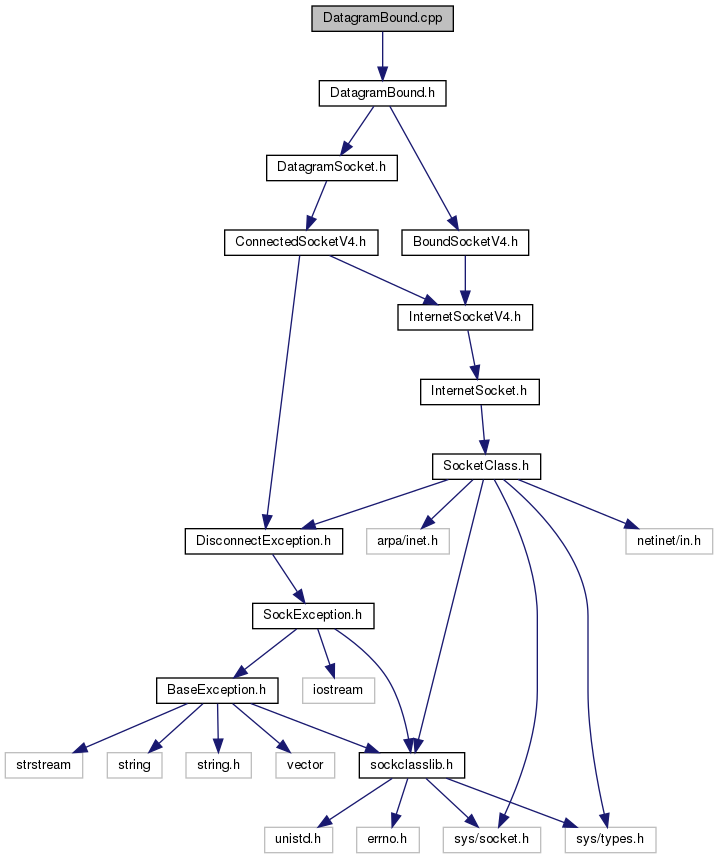 DatagramBound.cpp
DatagramBound.h
DatagramSocket.h
ConnectedSocketV4.h
BoundSocketV4.h
InternetSocketV4.h
InternetSocket.h
SocketClass.h
DisconnectException.h
arpa/inet.h
netinet/in.h
SockException.h
BaseException.h
iostream
strstream
string
string.h
vector
sockclasslib.h
unistd.h
errno.h
sys/socket.h
sys/types.h